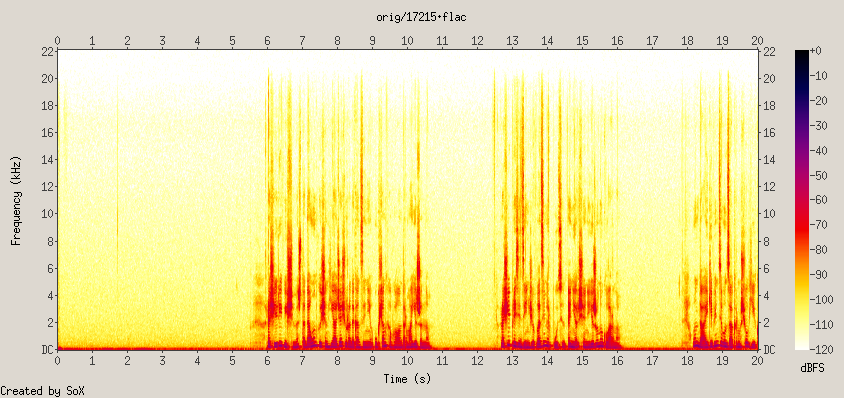 orig/17215.flac
0 1 2 3 4 5 6 7 8 9 10 11 12 13 14 15 16 17 18 19 20
22 22 +0
20 20 -10
18 18 -20
16 16 -30
14 14 -40
12 12 -50
10 10 -60
8 8 -70
6 6 -80
4 4 -90
2 2 -100
DC DC -110
-120
Frequency (kHz)
0 1 2 3 4 5 6 7 8 9 10 11 12 13 14 15 16 17 18 19 20
Time (s)
dBFS
Created by SoX